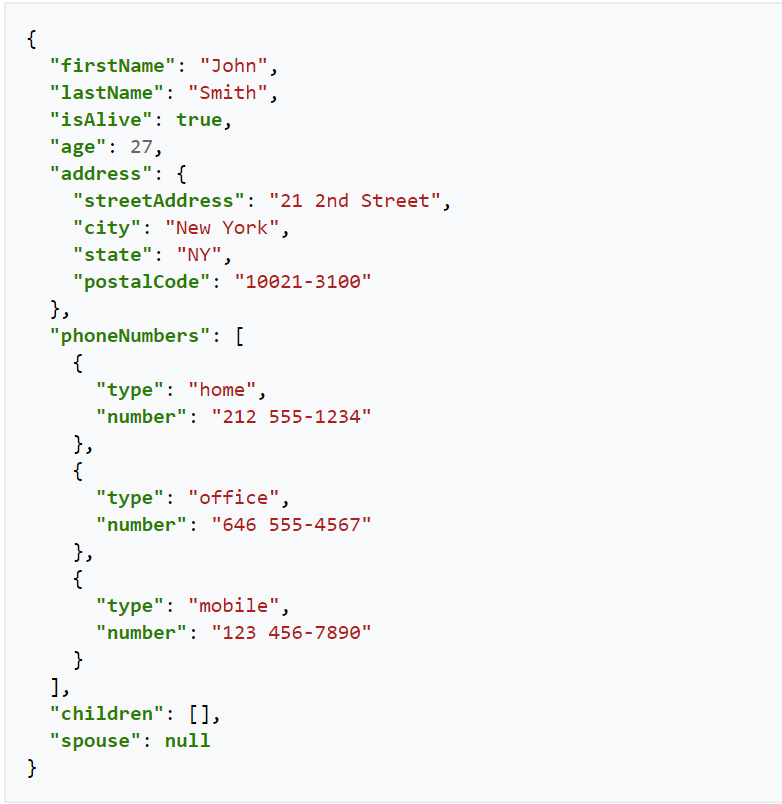 {
  "firstName": "John",
  "lastName": "Smith",
  "isAlive": true,
  "age": 27,
  "address": {
    "streetAddress": "21 2nd Street",
    "city": "New York",
    "state": "NY",
    "postalCode": "10021-3100"
  },
  "phoneNumbers": [
    {
      "type": "home",
      "number": "212 555-1234"
    },
    {
      "type": "office",
      "number": "646 555-4567"
    },
    {
      "type": "mobile",
      "number": "123 456-7890"
    }
  ],
  "children": [],
  "spouse": null
}